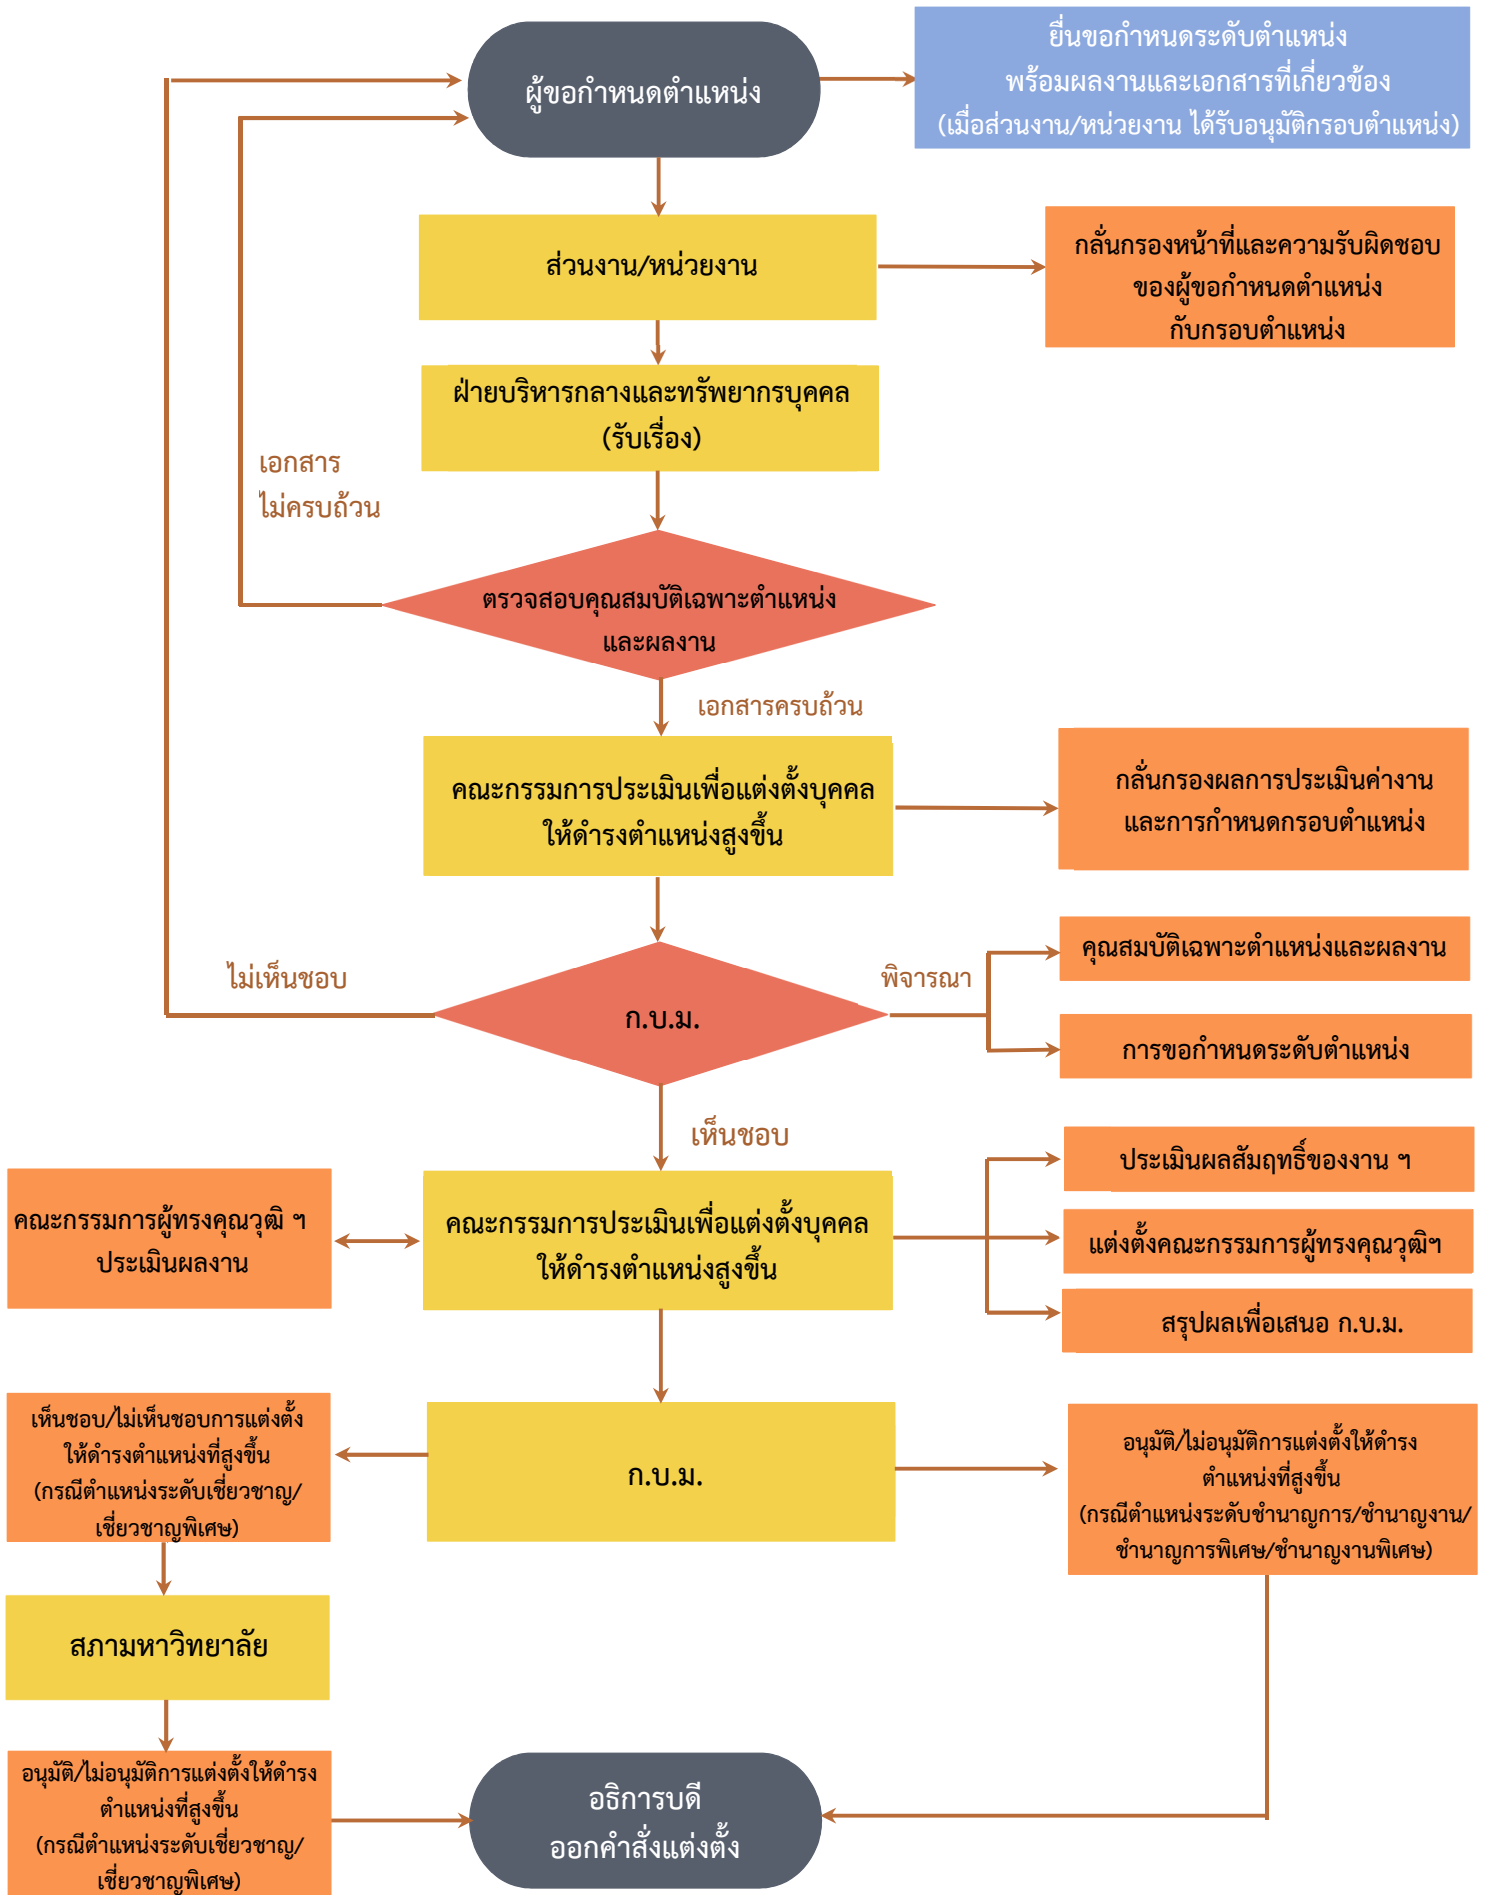 ผู้ขอกำหนดตำแหน่ง
ยื่นขอกำหนดระดับตำแหน่ง
พร้อมผลงานและเอกสารที่เกี่ยวข้อง
(เมื่อส่วนงาน/หน่วยงาน ได้รับอนุมัติกรอบตำแหน่ง)
ส่วนงาน/หน่วยงาน
กลั่นกรองหน้าที่และความรับผิดชอบ
ของผู้ขอกำหนดตำแหน่ง
กับกรอบตำแหน่ง
ฝ่ายบริหารกลางและทรัพยากรบุคคล
(รับเรื่อง)
เอกสาร
ไม่ครบถ้วน
ตรวจสอบคุณสมบัติเฉพาะตำแหน่ง
และผลงาน
เอกสารครบถ้วน
คณะกรรมการประเมินเพื่อแต่งตั้งบุคคล
ให้ดำรงตำแหน่งสูงขึ้น
กลั่นกรองผลการประเมินค่างาน
และการกำหนดกรอบตำแหน่ง
ไม่เห็นชอบ
ก.บ.ม.
พิจารณา
คุณสมบัติเฉพาะตำแหน่งและผลงาน
การขอกำหนดระดับตำแหน่ง
เห็นชอบ
คณะกรรมการผู้ทรงคุณวุฒิ ฯ
ประเมินผลงาน
คณะกรรมการประเมินเพื่อแต่งตั้งบุคคล
ให้ดำรงตำแหน่งสูงขึ้น
ประเมินผลสัมฤทธิ์ของงาน ฯ
แต่งตั้งคณะกรรมการผู้ทรงคุณวุฒิฯ
สรุปผลเพื่อเสนอ ก.บ.ม.
เห็นชอบ/ไม่เห็นชอบการแต่งตั้ง
ให้ดำรงตำแหน่งที่สูงขึ้น
(กรณีตำแหน่งระดับเชี่ยวชาญ/
เชี่ยวชาญพิเศษ)
ก.บ.ม.
อนุมัติ/ไม่อนุมัติการแต่งตั้งให้ดำรง
ตำแหน่งที่สูงขึ้น
(กรณีตำแหน่งระดับชำนาญการ/ชำนาญงาน/
ชำนาญการพิเศษ/ชำนาญงานพิเศษ)
สภามหาวิทยาลัย
อนุมัติ/ไม่อนุมัติการแต่งตั้งให้ดำรง
ตำแหน่งที่สูงขึ้น
(กรณีตำแหน่งระดับเชี่ยวชาญ/
เชี่ยวชาญพิเศษ)
อธิการบดี
ออกคำสั่งแต่งตั้ง